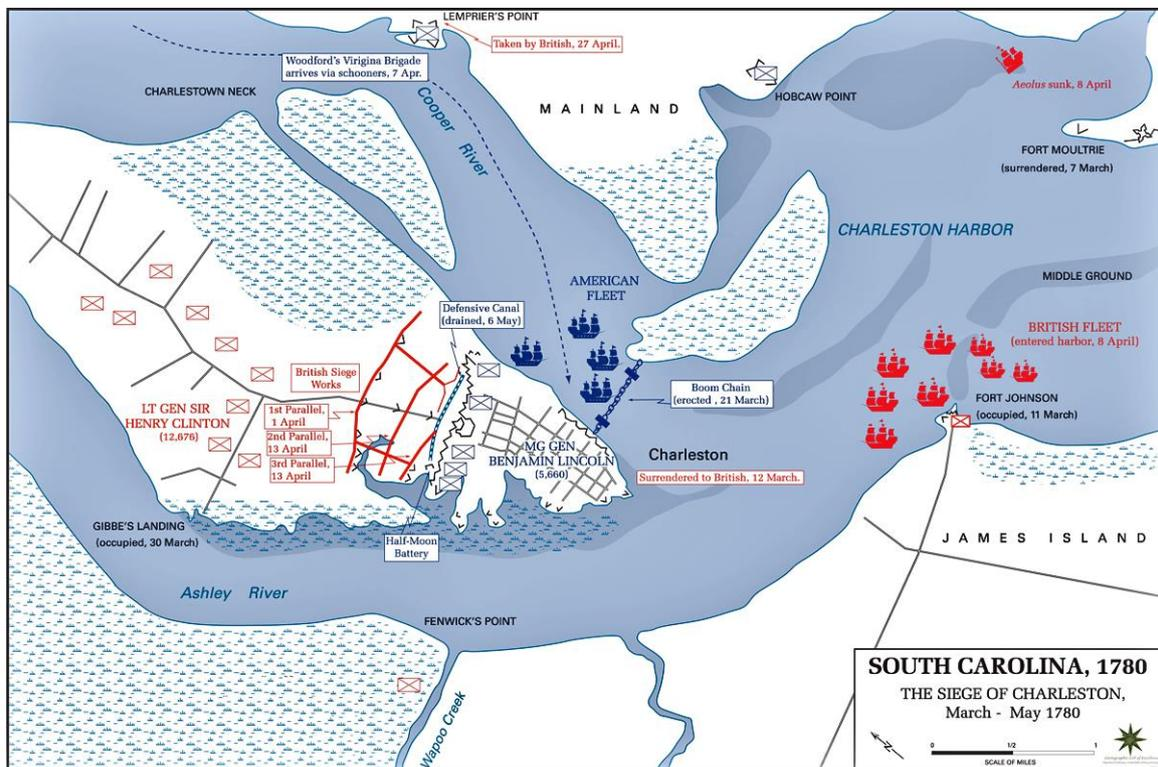 LEMPRIER'S POINT
Taken by British, 27 April.
Woodford's Virigina Brigade
arrives via schooners, 7 Apr.
CHARLESTOWN NECK
Cooper
River
MAINLAND
HOBCAW POINT
Aeolus sunk, 8 April
FORT MOULTRIE
(surrendered, 7 March)
CHARLESTON HARBOR
MIDDLE GROUND
AMERICAN
FLEET
Defensive Canal
(drained, 6 May)
BRITISH FLEET
(entered harbor, 8 April)
British Siege
Works
Boom Chain
(erected , 21 March)
FORT JOHNSON
(occupied, 11 March)
LT GEN SIR
HENRY CLINTON
(12,676)
1st Parallel,
1 April
2nd Parallel,
13 April
3rd Parallel,
13 April
MG GEN
BENJAMIN LINCOLN
(5,660)
Charleston
Surrendered to British, 12 March.
GIBBE'S LANDING
(occupied, 30 March)
Half-Moon
Battery
JAMES ISLAND
Ashley River
FENWICK'S POINT
Wapoo Creek
SOUTH CAROLINA, 1780
THE SIEGE OF CHARLESTON,
March - May 1780
N
0 1/2 1
SCALE OF MILES